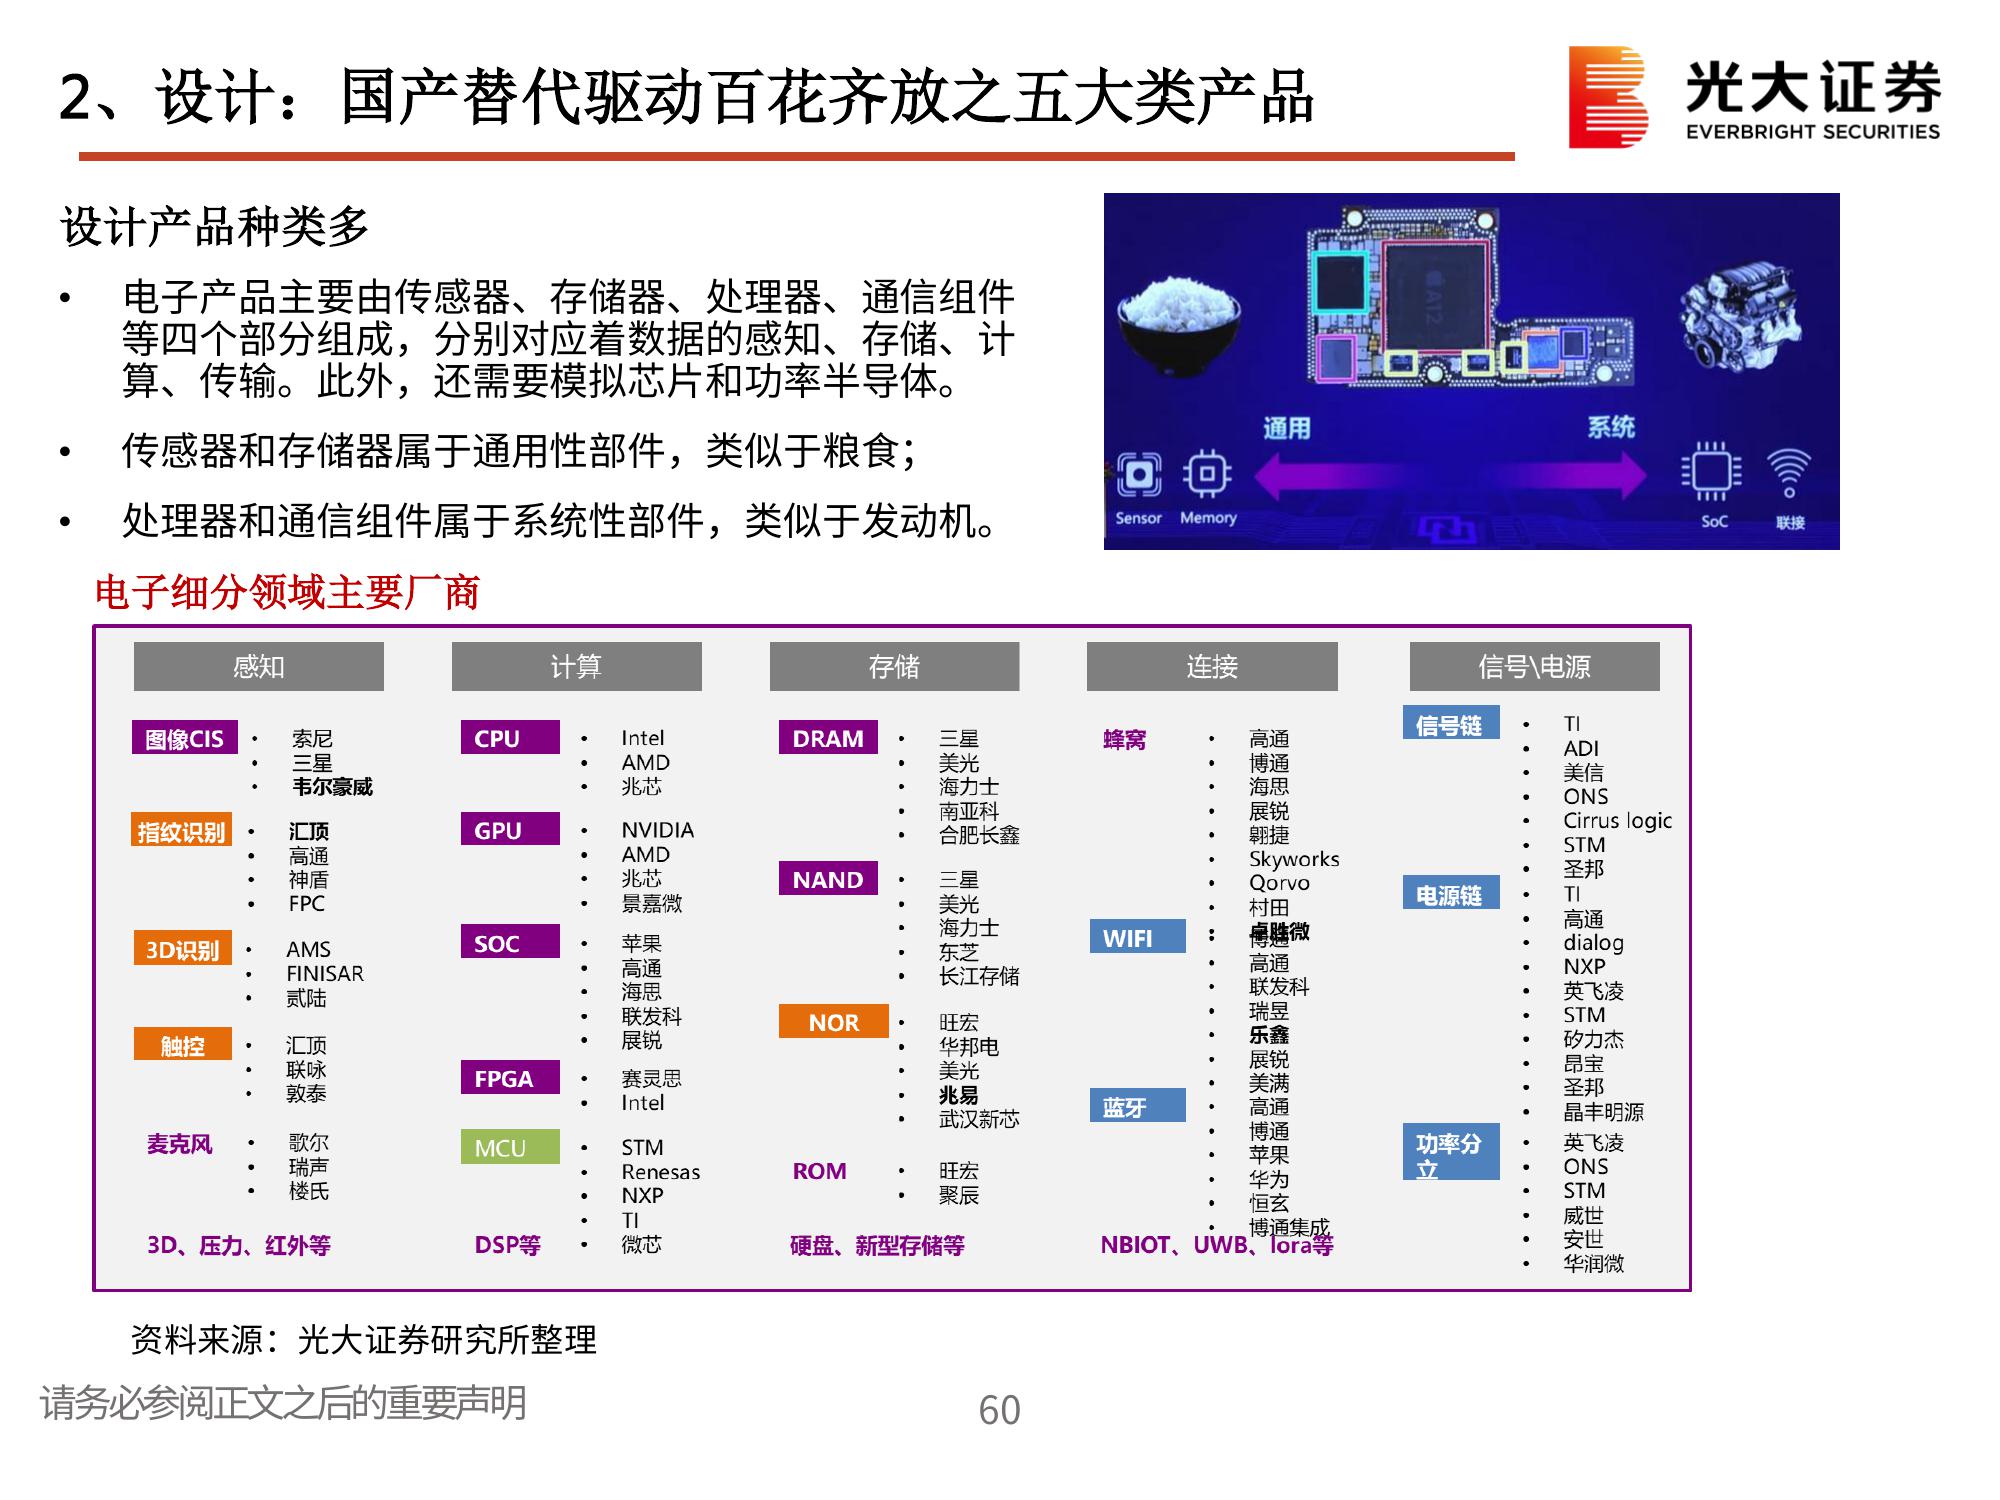 2、设计：国产替代驱动百花齐放之五大类产品
光大证券
EVERBRIGHT SECURITIES
设计产品种类多
• 电子产品主要由传感器、存储器、处理器、通信组件
等四个部分组成，分别对应着数据的感知、存储、计
算、传输。此外，还需要模拟芯片和功率半导体。
• 传感器和存储器属于通用性部件，类似于粮食；
• 处理器和通信组件属于系统性部件，类似于发动机。
A12
通用
系统
Sensor
Memory
SoC
联接
电子细分领域主要厂商
感知
图像CIS
• 索尼
• 三星
• 韦尔豪威
指纹识别
• 汇顶
• 高通
• 神盾
• FPC
3D识别
• AMS
• FINISAR
• 贰陆
触控
• 汇顶
• 联咏
• 敦泰
麦克风
• 歌尔
• 瑞声
• 楼氏
3D、压力、红外等
计算
CPU
• Intel
• AMD
• 兆芯
GPU
• NVIDIA
• AMD
• 兆芯
• 景嘉微
SOC
• 苹果
• 高通
• 海思
• 联发科
• 展锐
FPGA
• 赛灵思
• Intel
MCU
• STM
• Renesas
• NXP
• TI
• 微芯
DSP等
存储
DRAM
• 三星
• 美光
• 海力士
• 南亚科
• 合肥长鑫
NAND
• 三星
• 美光
• 海力士
• 东芝
• 长江存储
NOR
• 旺宏
• 华邦电
• 美光
• 兆易
• 武汉新芯
ROM
• 旺宏
• 聚辰
硬盘、新型存储等
连接
蜂窝
• 高通
• 博通
• 海思
• 展锐
• 翱捷
• Skyworks
• Qorvo
• 村田
• 卓胜微
WIFI
• 博通
• 高通
• 联发科
• 瑞昱
• 乐鑫
• 展锐
• 美满
蓝牙
• 高通
• 博通
• 苹果
• 华为
• 恒玄
• 博通集成
NBIOT、UWB、lora等
信号\电源
信号链
• TI
• ADI
• 美信
• ONS
• Cirrus logic
• STM
• 圣邦
电源链
• TI
• 高通
• dialog
• NXP
• 英飞凌
• STM
• 矽力杰
• 昂宝
• 圣邦
• 晶丰明源
功率分
立
• 英飞凌
• ONS
• STM
• 威世
• 安世
• 华润微
资料来源：光大证券研究所整理
请务必参阅正文之后的重要声明
60